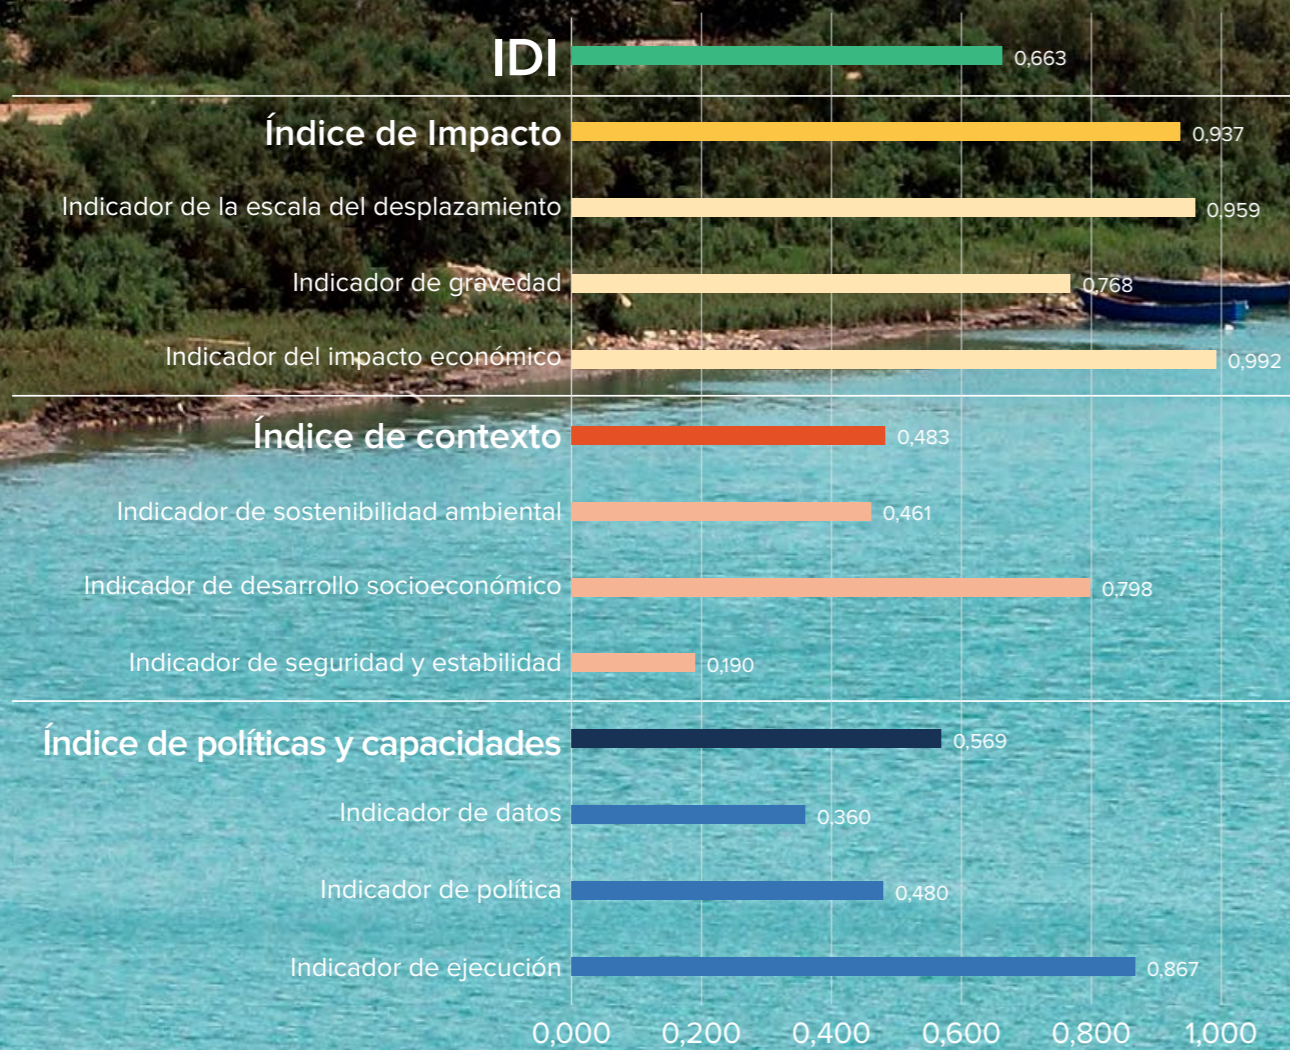 IDI 0,663
Índice de Impacto 0,937
Indicador de la escala del desplazamiento 0,959
Indicador de gravedad 0,768
Indicador del impacto económico 0,992
Índice de contexto 0,483
Indicador de sostenibilidad ambiental 0,461
Indicador de desarrollo socioeconómico 0,798
Indicador de seguridad y estabilidad 0,190
Índice de políticas y capacidades 0,569
Indicador de datos 0,360
Indicador de política 0,480
Indicador de ejecución 0,867
0,000 0,200 0,400 0,600 0,800 1,000